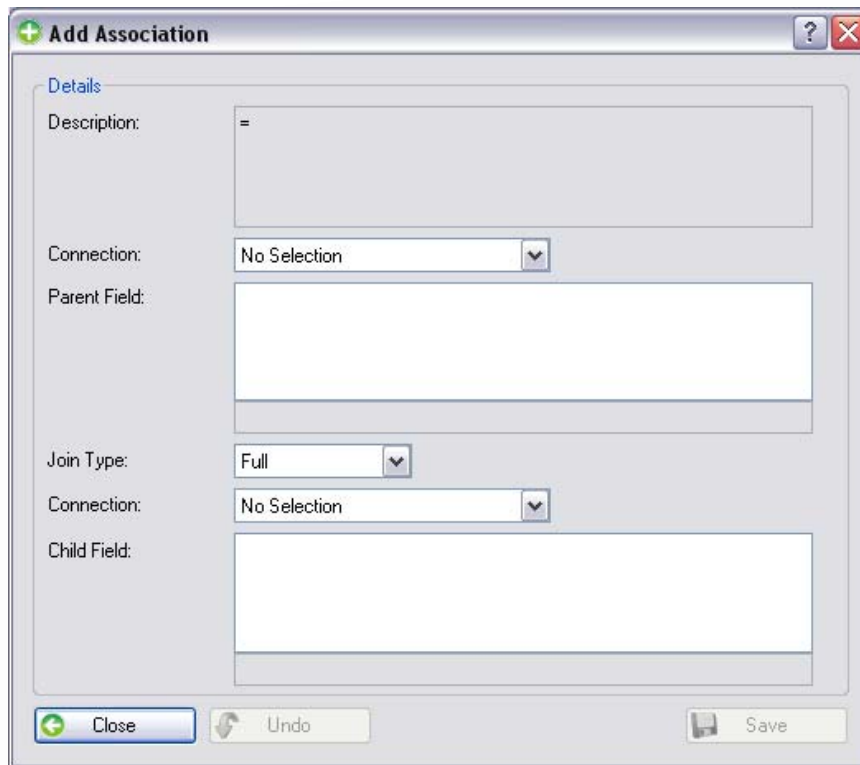 Add Association
?
Details
Description:
=
Connection:
No Selection
Parent Field:
Join Type:
Full
Connection:
No Selection
Child Field:
Close
Undo
Save